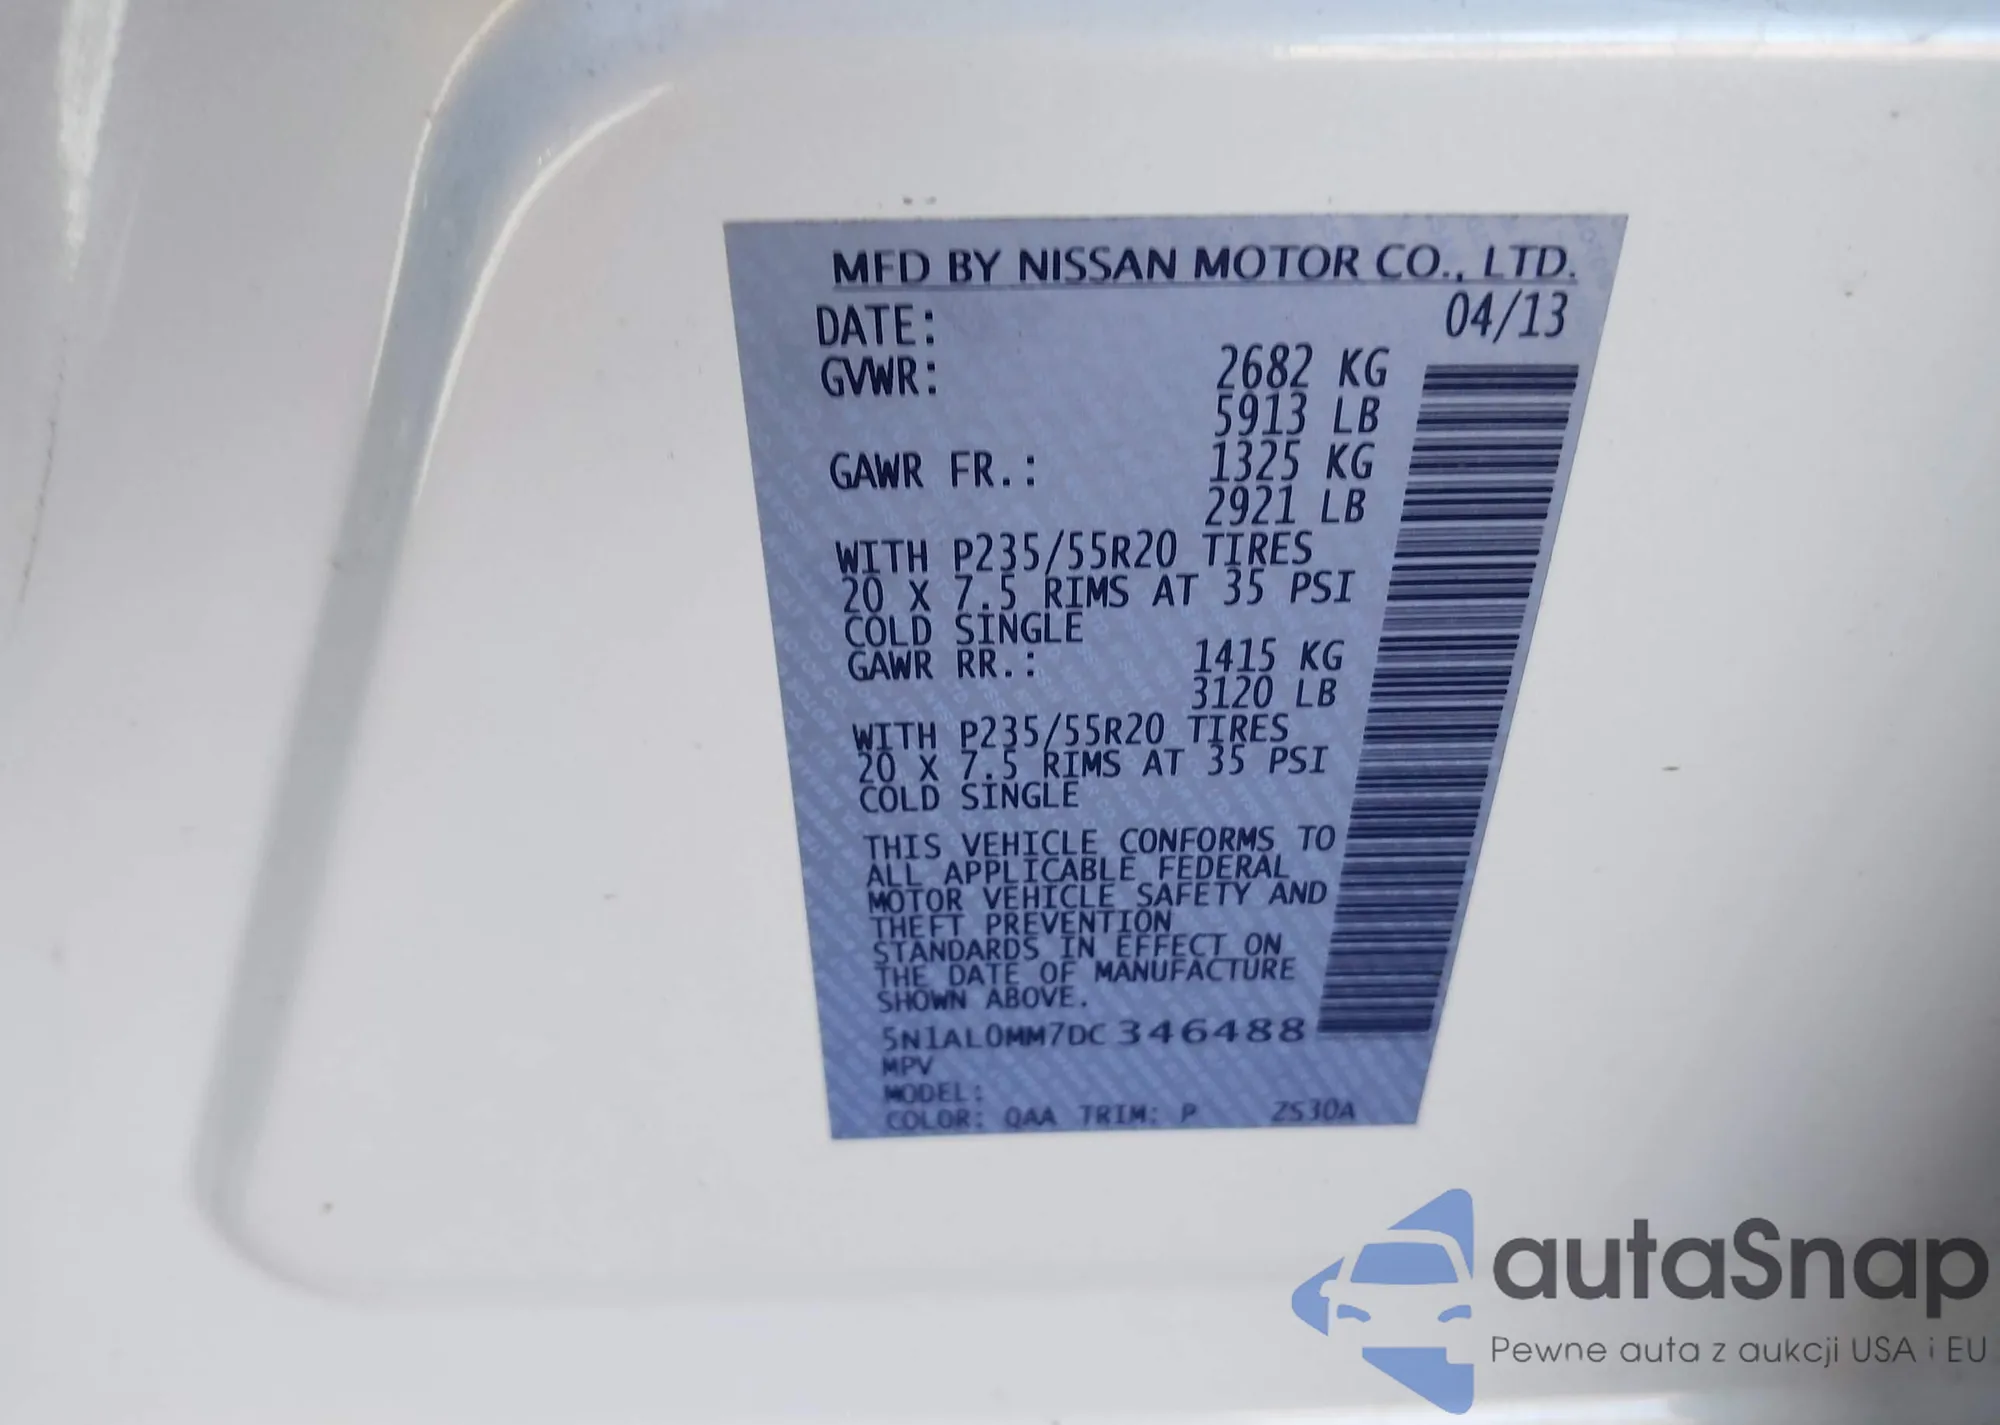 MFD BY NISSAN MOTOR CO., LTD.
DATE: 04/13
GVWR: 2682 KG
5913 LB
GAWR FR.: 1325 KG
2921 LB
WITH P235/55R20 TIRES
20 X 7.5 RIMS AT 35 PSI
COLD SINGLE
GAWR RR.: 1415 KG
3120 LB
WITH P235/55R20 TIRES
20 X 7.5 RIMS AT 35 PSI
COLD SINGLE
THIS VEHICLE CONFORMS TO
ALL APPLICABLE FEDERAL
MOTOR VEHICLE SAFETY AND
THEFT PREVENTION
STANDARDS IN EFFECT ON
THE DATE OF MANUFACTURE
SHOWN ABOVE.
5N1AL0MM7DC346488
MPV
MODEL:
COLOR: QAA TRIM: P ZS30A
autaSnap
Pewne auta z aukcji USA i EU